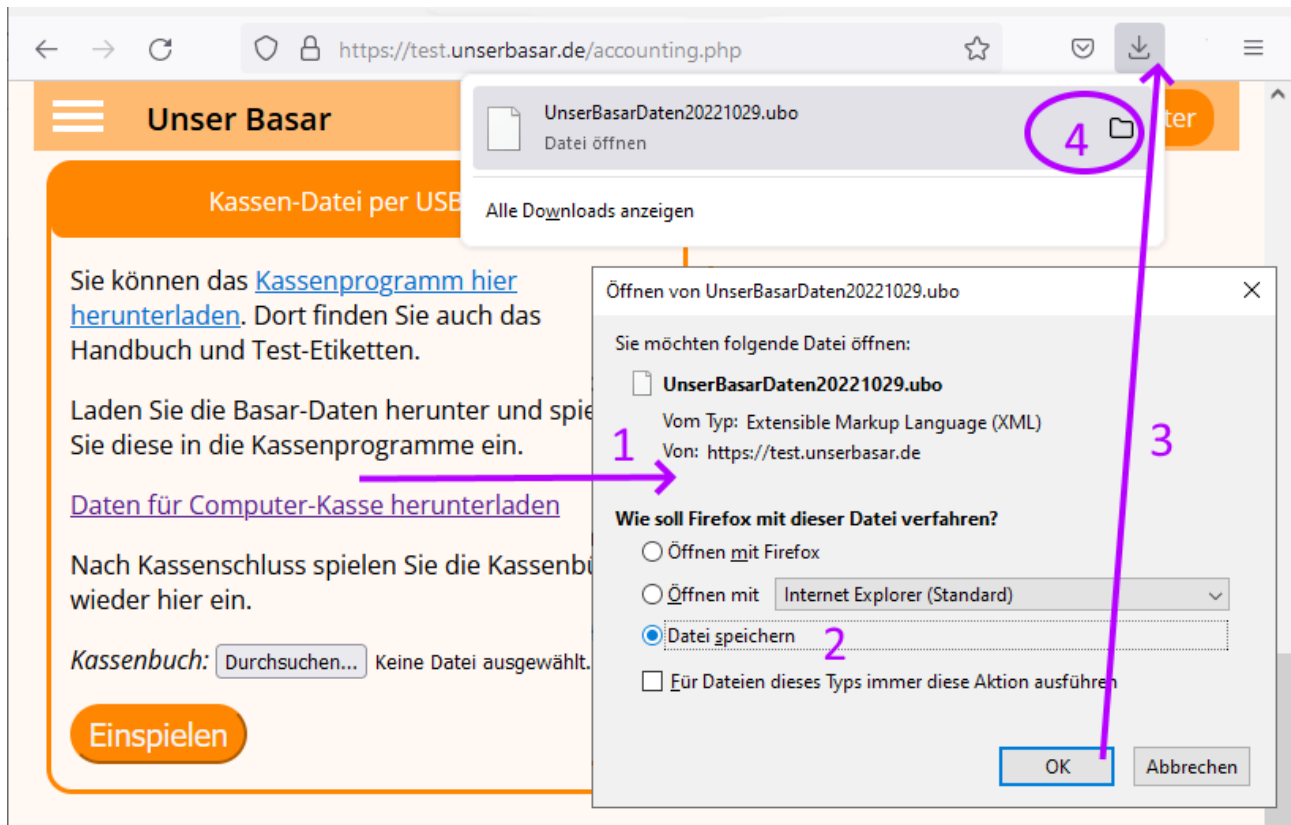 https://test.unserbasar.de/accounting.php
Unser Basar
UnserBasarDaten20221029.ubo
Datei öffnen
4
ter
Kassen-Datei per USB
Alle Downloads anzeigen
Sie können das Kassenprogramm hier
herunterladen. Dort finden Sie auch das
Handbuch und Test-Etiketten.
Laden Sie die Basar-Daten herunter und spie
Sie diese in die Kassenprogramme ein.
Daten für Computer-Kasse herunterladen
Nach Kassenschluss spielen Sie die Kassenbü
wieder hier ein.
Kassenbuch: Durchsuchen... Keine Datei ausgewählt.
Einspielen
1
Öffnen von UnserBasarDaten20221029.ubo
Sie möchten folgende Datei öffnen:
UnserBasarDaten20221029.ubo
Vom Typ: Extensible Markup Language (XML)
Von: https://test.unserbasar.de
3
Wie soll Firefox mit dieser Datei verfahren?
Öffnen mit Firefox
Öffnen mit Internet Explorer (Standard)
Datei speichern 2
Für Dateien dieses Typs immer diese Aktion ausführen
OK Abbrechen